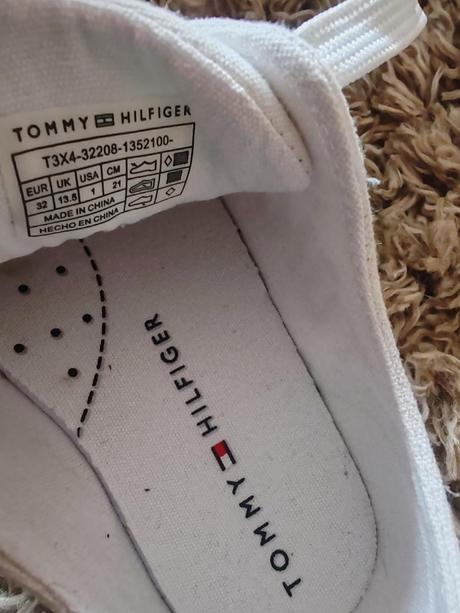 TOMMY HILFIGER
T3X4-32208-1352100-
EUR UK USA CM
32 13.5 1 21
MADE IN CHINA
HECHO EN CHINA
TOMMY HILFIGER